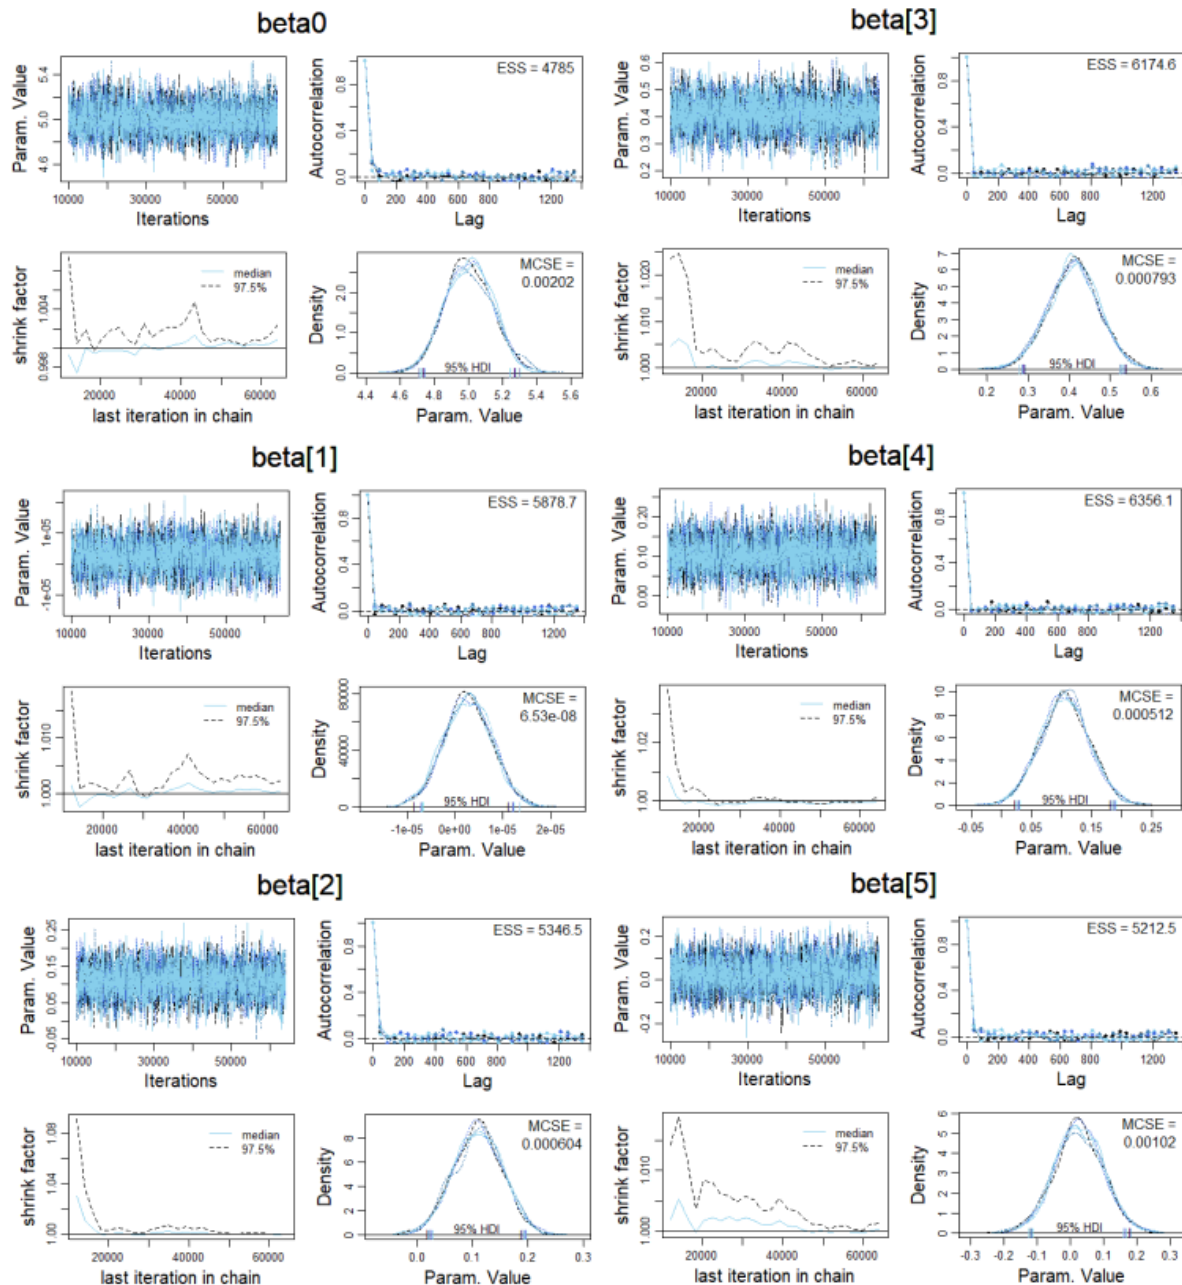 beta0
Param. Value
4.6 5.0 5.4
10000 30000 50000
Iterations
Autocorrelation
0.0 0.4 0.8
ESS = 4785
0 200 400 600 800 1200
Lag
shrink factor
0.998 1.004
median
97.5%
20000 40000 60000
last iteration in chain
Density
0.0 1.0 2.0
MCSE =
0.00202
95% HDI
4.4 4.6 4.8 5.0 5.2 5.4 5.6
Param. Value
beta[3]
Param. Value
0.2 0.3 0.4 0.5 0.6
10000 30000 50000
Iterations
Autocorrelation
0.0 0.4 0.8
ESS = 6174.6
0 200 400 600 800 1200
Lag
shrink factor
1.000 1.010 1.020
median
97.5%
20000 40000 60000
last iteration in chain
Density
0 1 2 3 4 5 6 7
MCSE =
0.000793
95% HDI
0.2 0.3 0.4 0.5 0.6
Param. Value
beta[1]
Param. Value
-1e-05 1e-05
10000 30000 50000
Iterations
Autocorrelation
0.0 0.4 0.8
ESS = 5878.7
0 200 400 600 800 1200
Lag
shrink factor
1.000 1.010
median
97.5%
20000 40000 60000
last iteration in chain
Density
0 40000 80000
MCSE =
6.53e-08
95% HDI
-1e-05 0e+00 1e-05 2e-05
Param. Value
beta[4]
Param. Value
0.00 0.10 0.20
10000 30000 50000
Iterations
Autocorrelation
0.0 0.4 0.8
ESS = 6356.1
0 200 400 600 800 1200
Lag
shrink factor
1.00 1.02
median
97.5%
20000 40000 60000
last iteration in chain
Density
0 2 4 6 8 10
MCSE =
0.000512
95% HDI
-0.05 0.05 0.15 0.25
Param. Value
beta[2]
Param. Value
-0.05 0.05 0.15 0.25
10000 30000 50000
Iterations
Autocorrelation
0.0 0.4 0.8
ESS = 5346.5
0 200 400 600 800 1200
Lag
shrink factor
1.00 1.04 1.08
median
97.5%
20000 40000 60000
last iteration in chain
Density
0 2 4 6 8
MCSE =
0.000604
95% HDI
0.0 0.1 0.2 0.3
Param. Value
beta[5]
Param. Value
-0.2 0.0 0.2
10000 30000 50000
Iterations
Autocorrelation
0.0 0.4 0.8
ESS = 5212.5
0 200 400 600 800 1200
Lag
shrink factor
1.000 1.010
median
97.5%
20000 40000 60000
last iteration in chain
Density
0 1 2 3 4 5 6
MCSE =
0.00102
95% HDI
-0.3 -0.2 -0.1 0.0 0.1 0.2 0.3
Param. Value